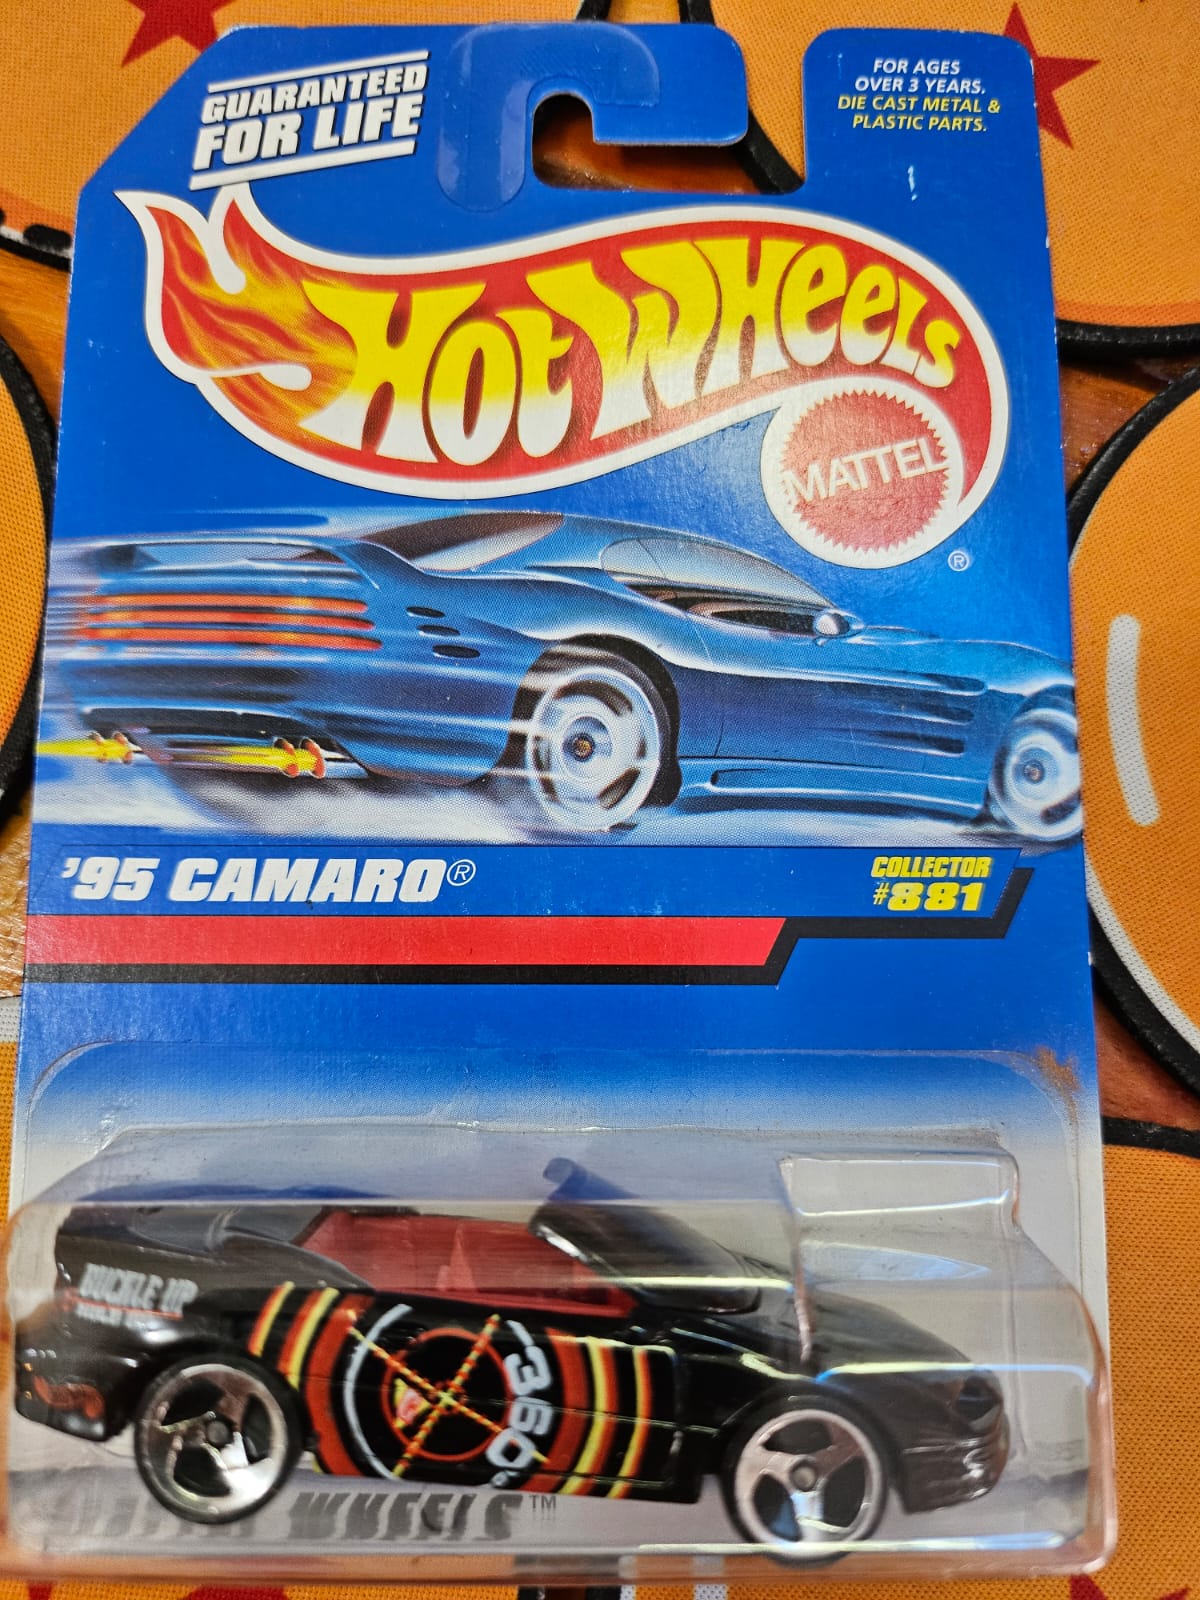 GUARANTEED
FOR LIFE
FOR AGES
OVER 3 YEARS.
DIE CAST METAL &
PLASTIC PARTS.
HOT WHEELS
MATTEL
®
'95 CAMARO®
COLLECTOR
#881
BUCKLE UP
360°
WHEELS™